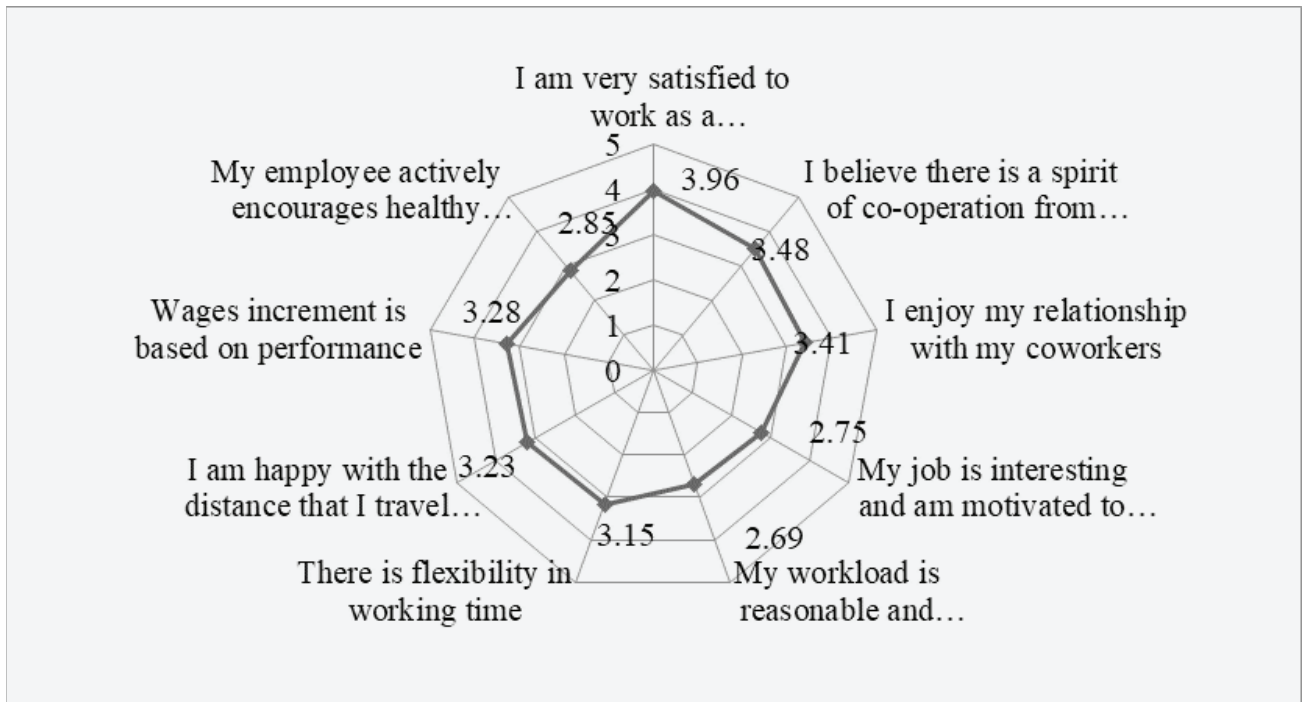 I am very satisfied to
work as a…
5
3.96
I believe there is a spirit
of co-operation from…
My employee actively
encourages healthy…
4
2.85
3
3.48
2
Wages increment is
based on performance
3.28
1
I enjoy my relationship
with my coworkers
3.41
0
2.75
My job is interesting
and am motivated to…
I am happy with the
distance that I travel…
3.23
3.15
2.69
There is flexibility in
working time
My workload is
reasonable and…